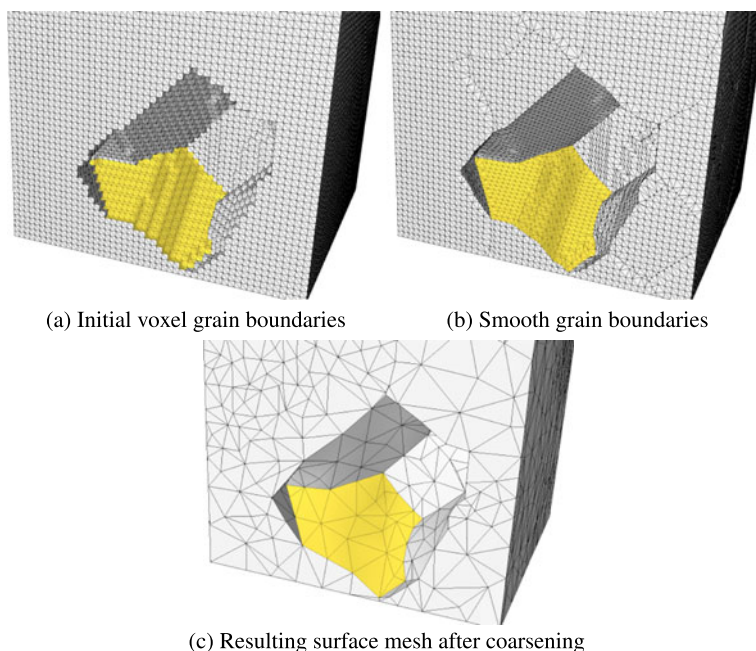 (a) Initial voxel grain boundaries
(b) Smooth grain boundaries
(c) Resulting surface mesh after coarsening